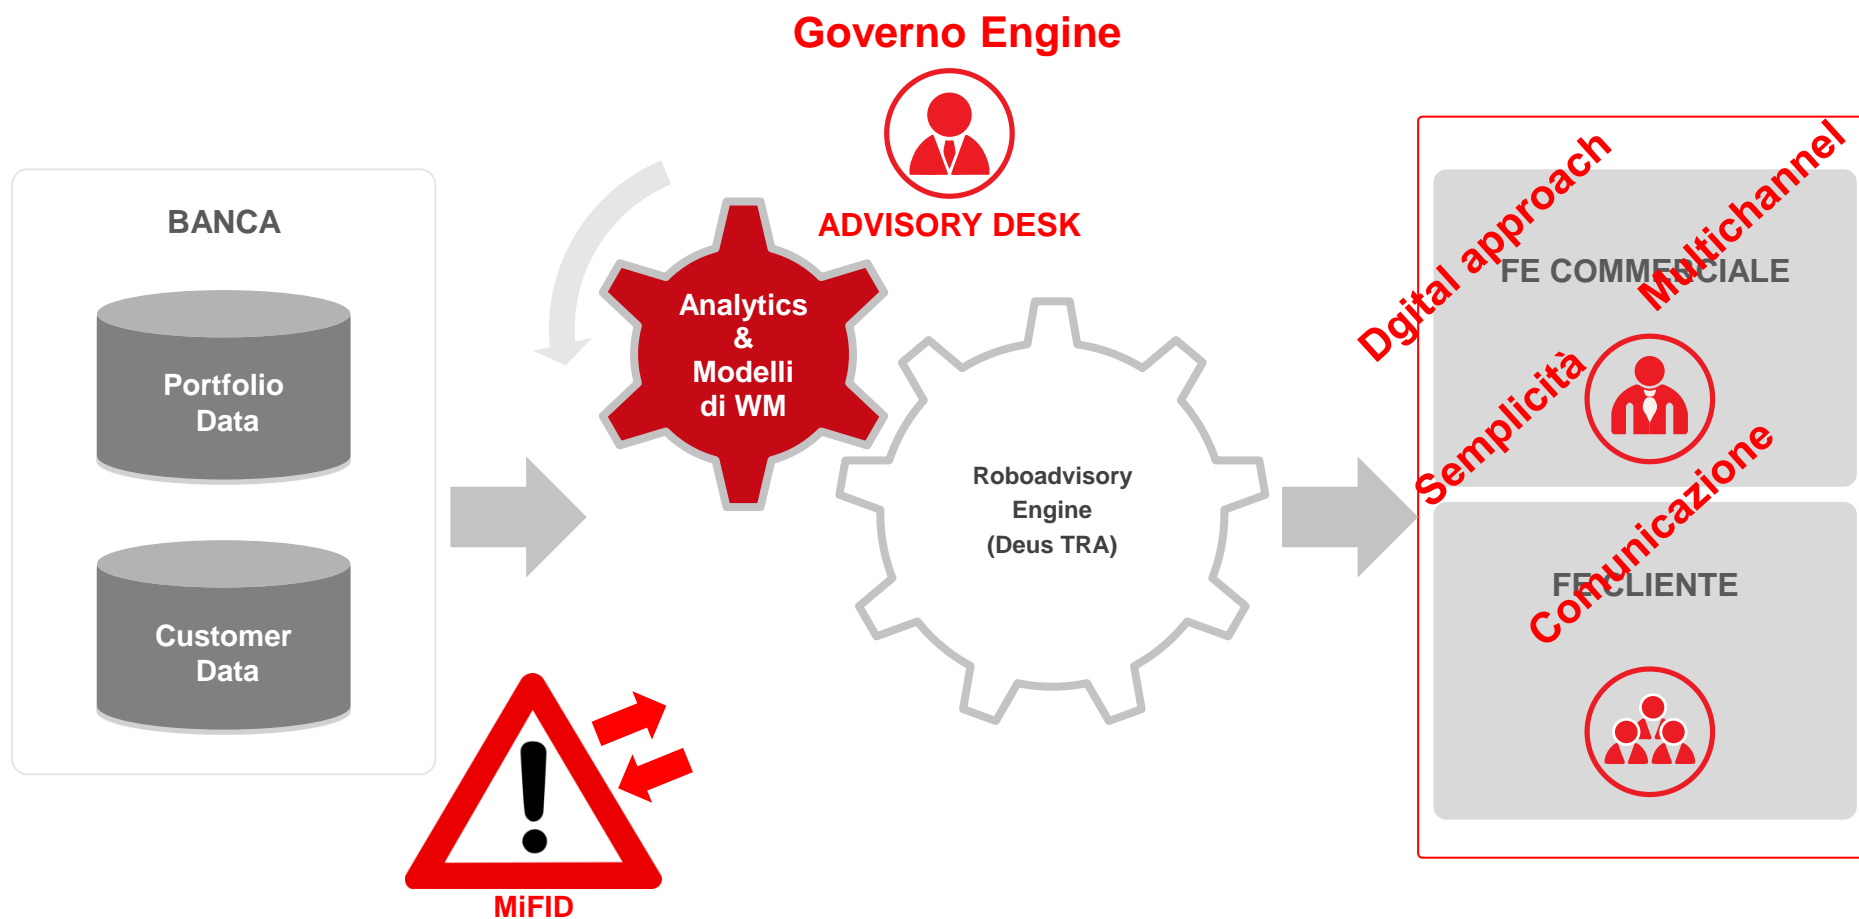 Governo Engine
ADVISORY DESK
BANCA
Portfolio
Data
Customer
Data
Analytics
&
Modelli
di WM
Roboadvisory
Engine
(Deus TRA)
MiFID
Dgital approach
Multichannel
FE COMMERCIALE
Semplicità
Comunicazione
FE CLIENTE